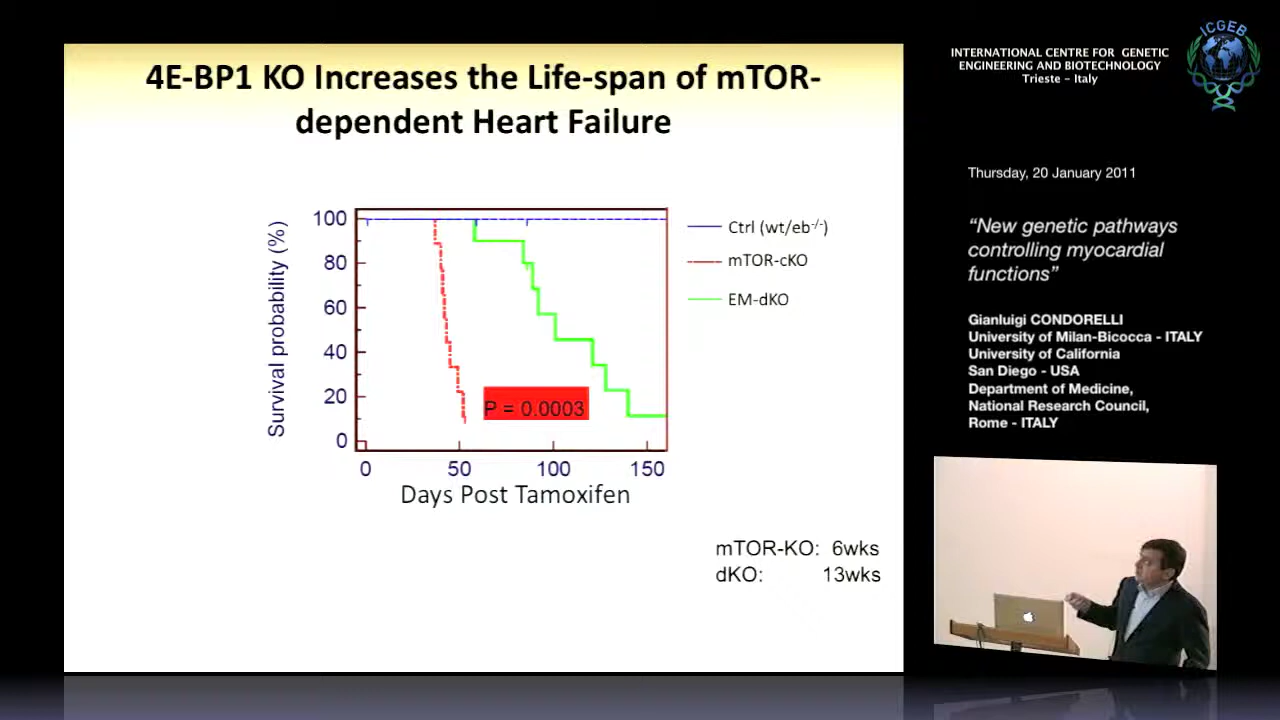 4E-BP1 KO Increases the Life-span of mTOR-
dependent Heart Failure
Survival probability (%)
100
80
60
40
20
0
0 50 100 150
Days Post Tamoxifen
P = 0.0003
Ctrl (wt/eb-/-)
mTOR-cKO
EM-dKO
mTOR-KO: 6wks
dKO: 13wks
INTERNATIONAL CENTRE FOR GENETIC
ENGINEERING AND BIOTECHNOLOGY
Trieste – Italy
ICGEB
Thursday, 20 January 2011
“New genetic pathways
controlling myocardial
functions”
Gianluigi CONDORELLI
University of Milan-Bicocca - ITALY
University of California
San Diego - USA
Department of Medicine,
National Research Council,
Rome - ITALY